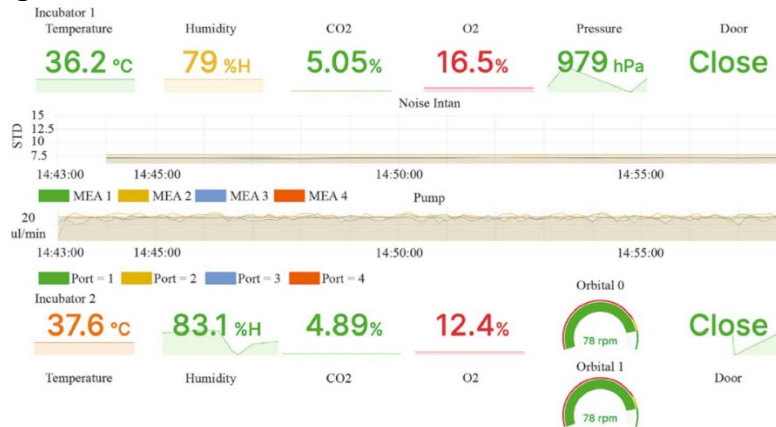 Incubator 1
Temperature Humidity CO2 O2 Pressure Door
36.2 °C 79 %H 5.05% 16.5% 979 hPa Close
Noise Intan
STD
15
12.5
10
7.5
14:43:00 14:45:00 14:50:00 14:55:00
MEA 1 MEA 2 MEA 3 MEA 4
Pump
20
ul/min
14:43:00 14:45:00 14:50:00 14:55:00
Port = 1 Port = 2 Port = 3 Port = 4
Incubator 2
Orbital 0
37.6 °C 83.1 %H 4.89% 12.4% 78 rpm Close
Temperature Humidity CO2 O2 Orbital 1 Door
78 rpm